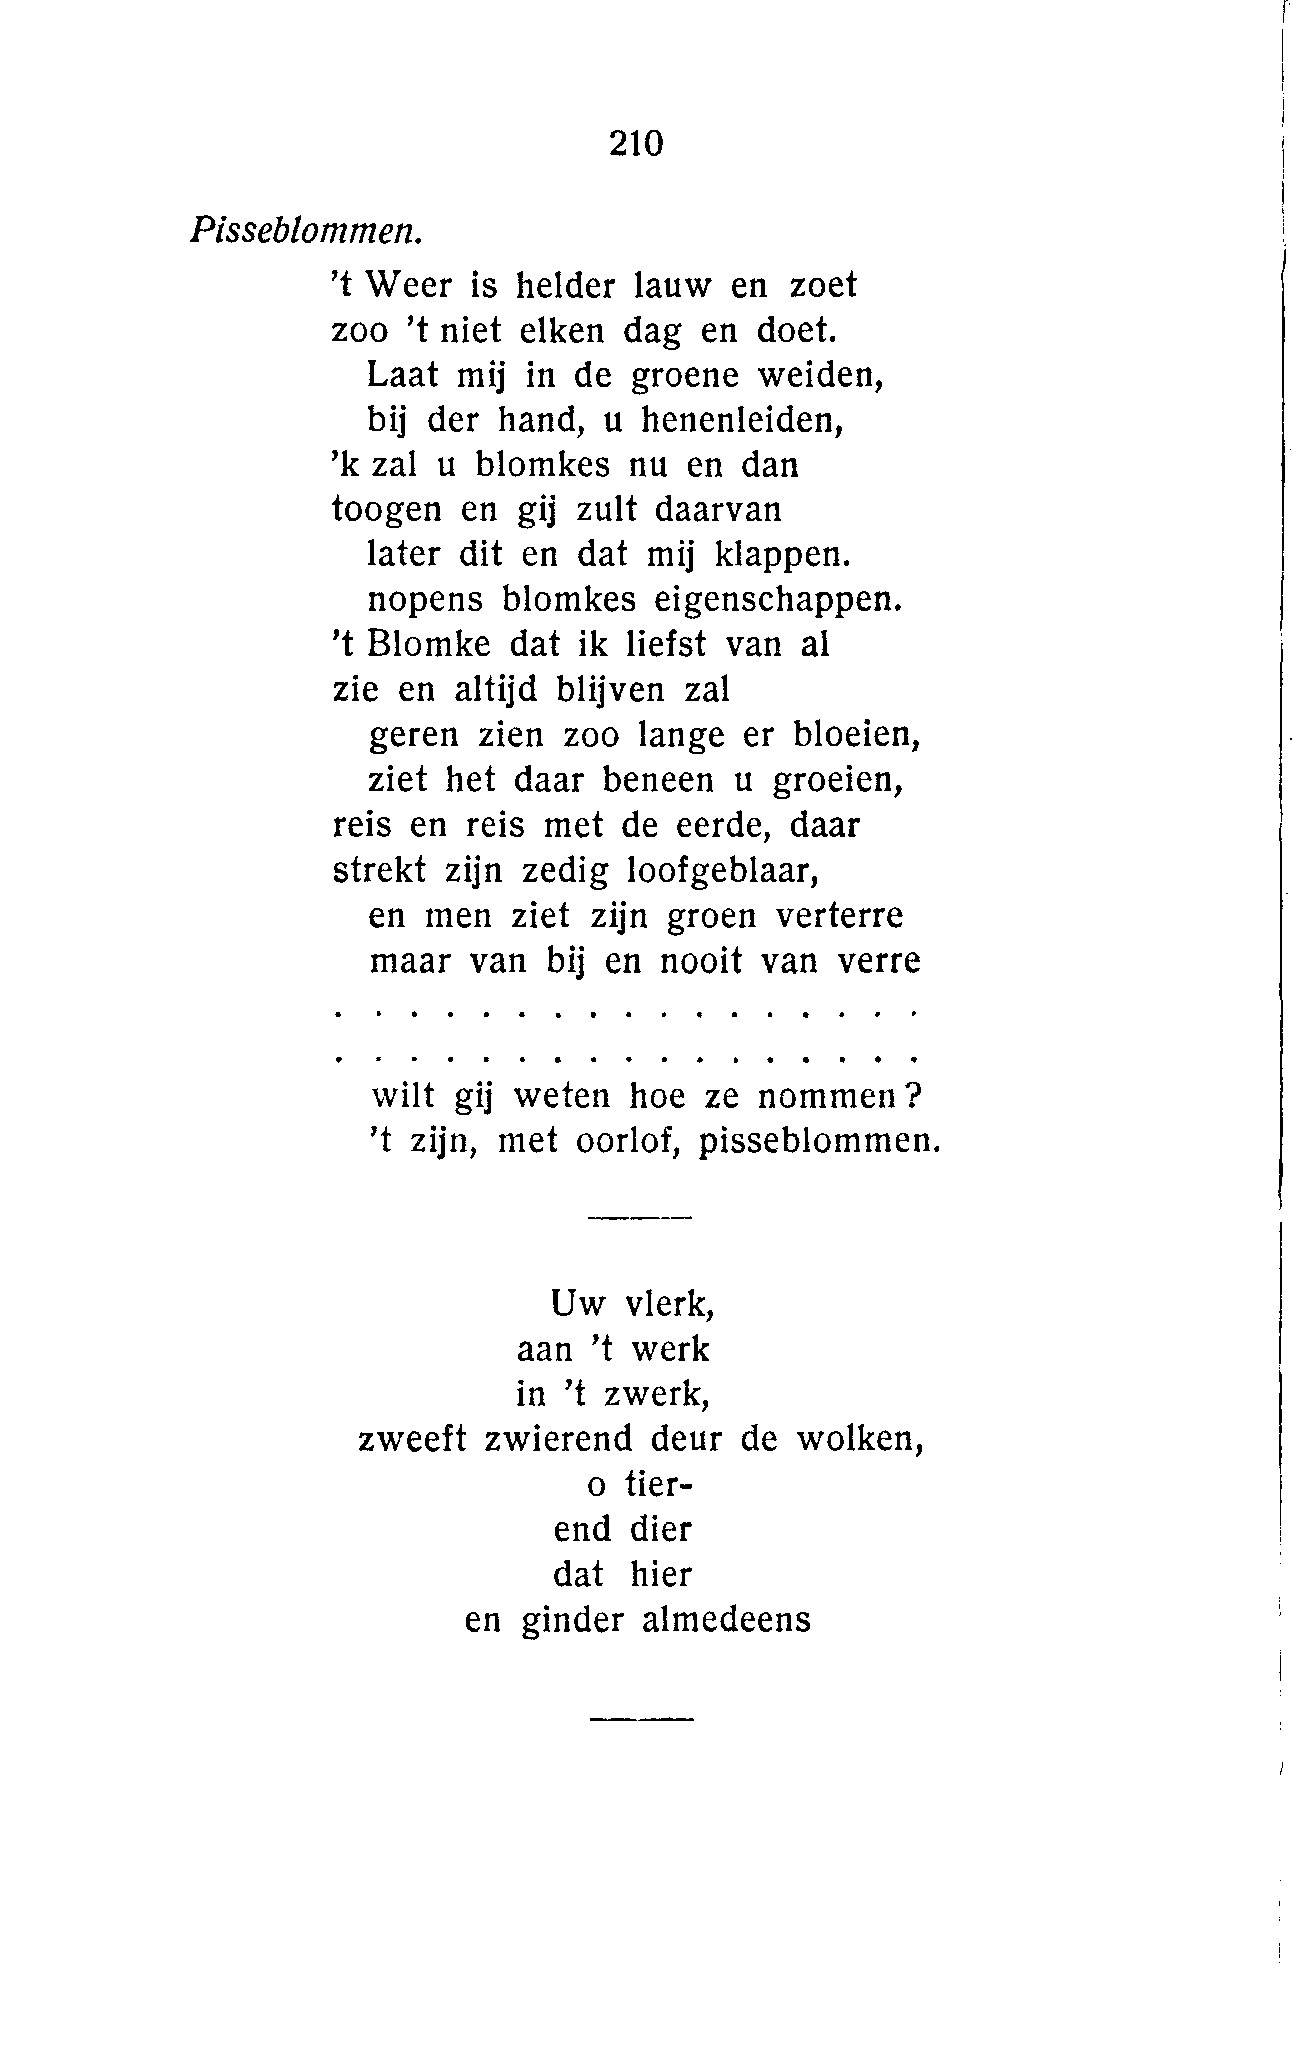 210
Pisseblommen.
't Weer is helder lauw en zoet
zoo 't niet elken dag en doet.
Laat mij in de groene weiden,
bij der hand, u henenleiden,
'k zal u blomkes nu en dan
toogen en gij zult daarvan
later dit en dat mij klappen.
nopens blomkes eigenschappen.
't Blomke dat ik liefst van al
zie en altijd blijven zal
geren zien zoo lange er bloeien,
ziet het daar beneen u groeien,
reis en reis met de eerde, daar
strekt zijn zedig loofgeblaar,
en men ziet zijn groen verterre
maar van bij en nooit van verre
. . . . . . . . . . . . . . . . .
. . . . . . . . . . . . . . . . .
wilt gij weten hoe ze nommen?
't zijn, met oorlof, pisseblommen.
Uw vlerk,
aan 't werk
in 't zwerk,
zweeft zwierend deur de wolken,
o tier-
end dier
dat hier
en ginder almedeens